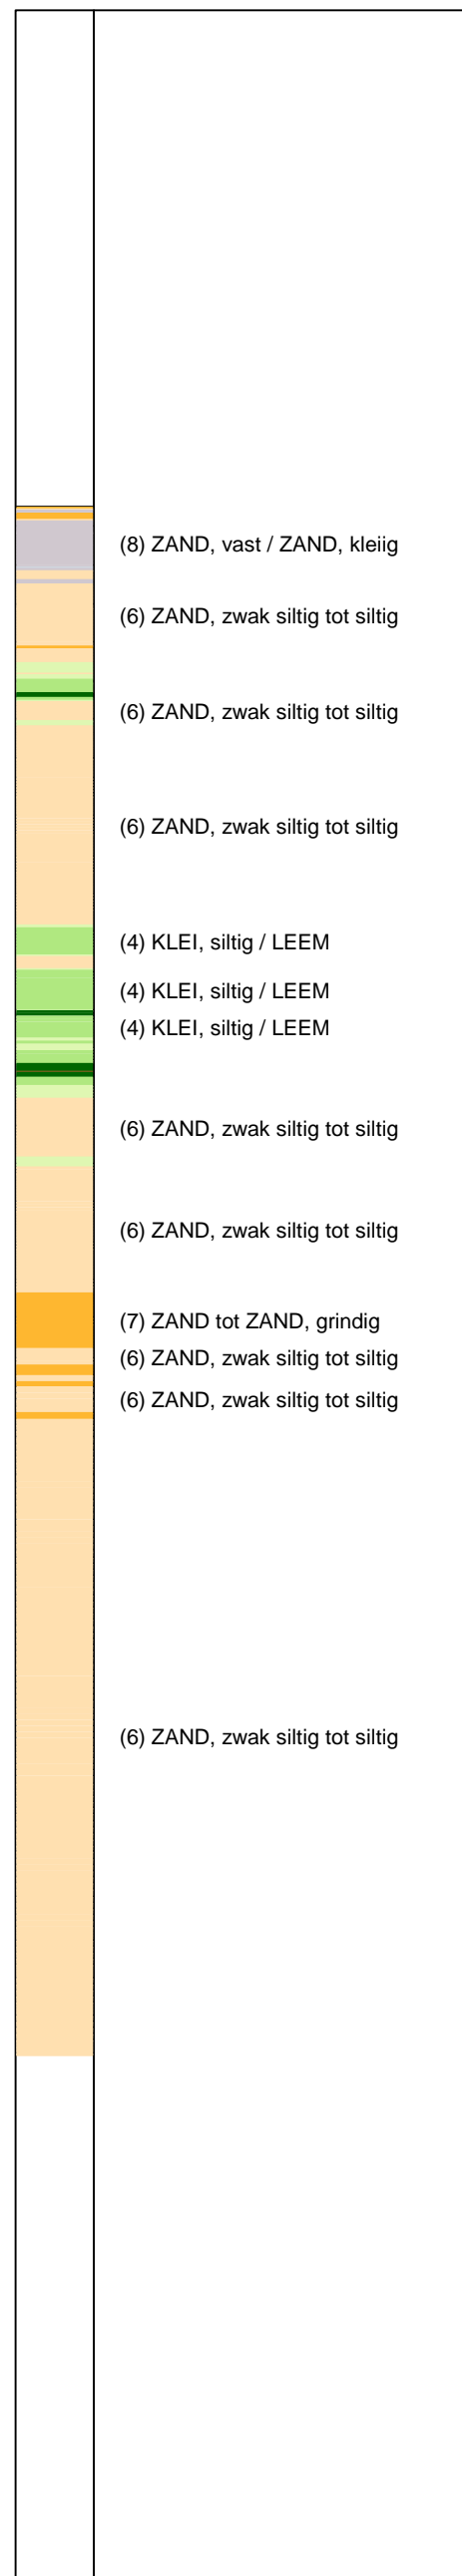 (8) ZAND, vast / ZAND, kleiig
(6) ZAND, zwak siltig tot siltig
(6) ZAND, zwak siltig tot siltig
(6) ZAND, zwak siltig tot siltig
(4) KLEI, siltig / LEEM
(4) KLEI, siltig / LEEM
(4) KLEI, siltig / LEEM
(6) ZAND, zwak siltig tot siltig
(6) ZAND, zwak siltig tot siltig
(7) ZAND tot ZAND, grindig
(6) ZAND, zwak siltig tot siltig
(6) ZAND, zwak siltig tot siltig
(6) ZAND, zwak siltig tot siltig